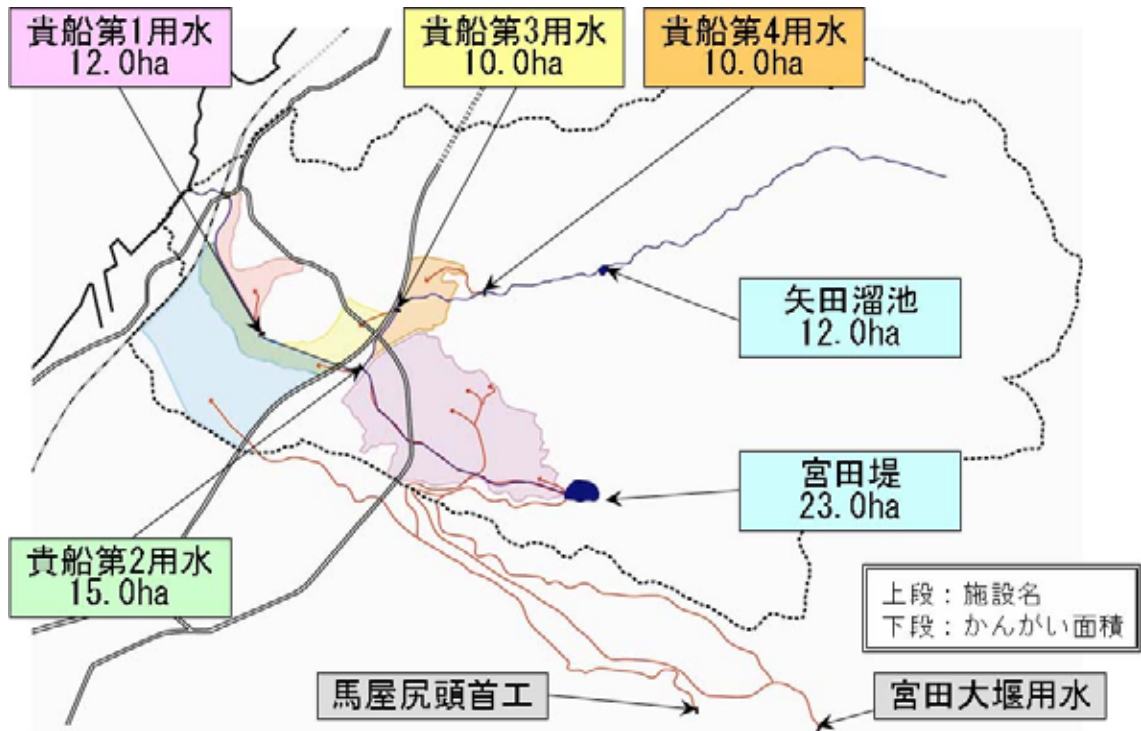 貴船第1用水
12.0ha
貴船第3用水
10.0ha
貴船第4用水
10.0ha
矢田溜池
12.0ha
宮田堤
23.0ha
貴船第2用水
15.0ha
上段：施設名
下段：かんがい面積
馬屋尻頭首工
宮田大堰用水